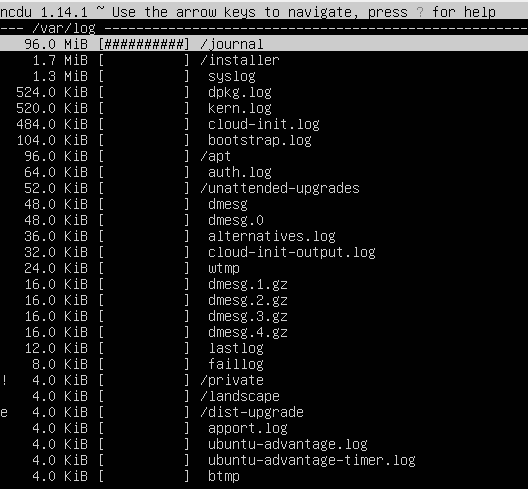 ncdu 1.14.1 ~ Use the arrow keys to navigate, press ? for help
--- /var/log ---------------------------------------------------
   96.0 MiB [##########] /journal
    1.7 MiB [          ] /installer
    1.3 MiB [          ]  syslog
  524.0 KiB [          ]  dpkg.log
  520.0 KiB [          ]  kern.log
  484.0 KiB [          ]  cloud-init.log
  104.0 KiB [          ]  bootstrap.log
   96.0 KiB [          ] /apt
   64.0 KiB [          ]  auth.log
   52.0 KiB [          ] /unattended-upgrades
   48.0 KiB [          ]  dmesg
   48.0 KiB [          ]  dmesg.0
   36.0 KiB [          ]  alternatives.log
   32.0 KiB [          ]  cloud-init-output.log
   24.0 KiB [          ]  wtmp
   16.0 KiB [          ]  dmesg.1.gz
   16.0 KiB [          ]  dmesg.2.gz
   16.0 KiB [          ]  dmesg.3.gz
   16.0 KiB [          ]  dmesg.4.gz
   12.0 KiB [          ]  lastlog
    8.0 KiB [          ]  faillog
!   4.0 KiB [          ] /private
    4.0 KiB [          ] /landscape
e   4.0 KiB [          ] /dist-upgrade
    4.0 KiB [          ]  apport.log
    4.0 KiB [          ]  ubuntu-advantage.log
    4.0 KiB [          ]  ubuntu-advantage-timer.log
    4.0 KiB [          ]  btmp